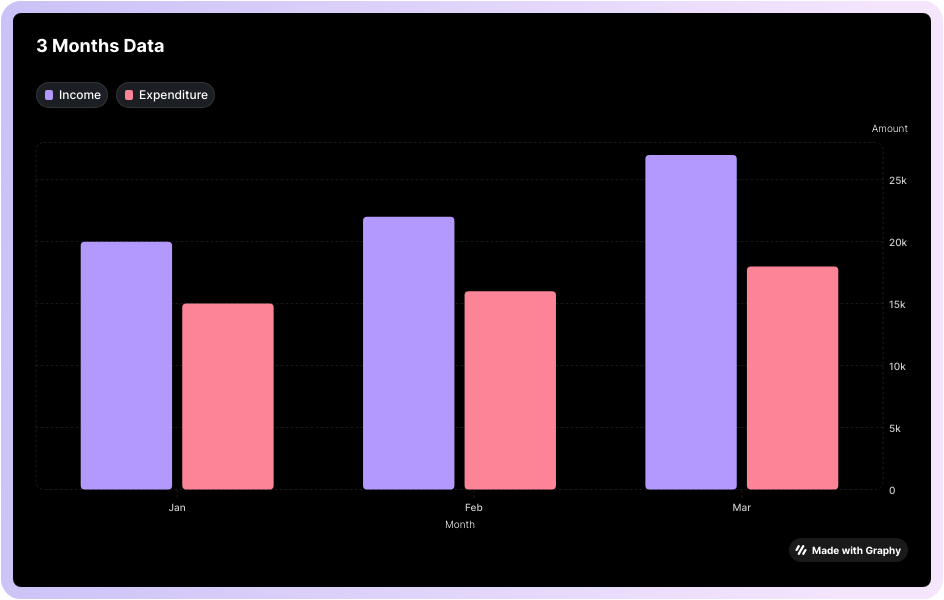 3 Months Data
Income Expenditure
Amount
25k
20k
15k
10k
5k
0
Jan Feb Mar
Month
Made with Graphy